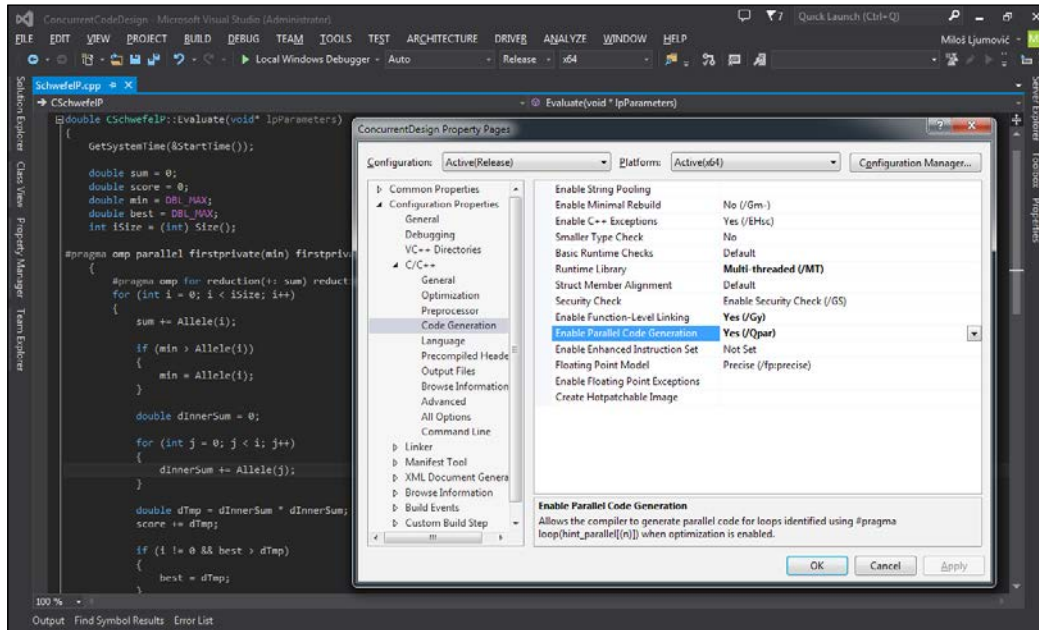 ConcurrentCodeDesign - Microsoft Visual Studio (Administrator)
7
Quick Launch (Ctrl+Q)
FILE EDIT VIEW PROJECT BUILD DEBUG TEAM TOOLS TEST ARCHITECTURE DRIVER ANALYZE WINDOW HELP
Miloš Ljumović
Local Windows Debugger Auto Release x64
SchwefelP.cpp
CSchwefelP
Evaluate(void * lpParameters)
Solution Explorer Class View Property Manager Team Explorer
Server Explorer Toolbox Properties
double CSchwefelP::Evaluate(void* lpParameters)
{
GetSystemTime(&StartTime());
double sum = 0;
double score = 0;
double min = DBL_MAX;
double best = DBL_MAX;
int iSize = (int) Size();
#pragma omp parallel firstprivate(min) firstpriv
{
#pragma omp for reduction(+: sum) reduct
for (int i = 0; i < iSize; i++)
{
sum += Allele(i);
if (min > Allele(i))
{
min = Allele(i);
}
double dInnerSum = 0;
for (int j = 0; j < i; j++)
{
dInnerSum += Allele(j);
}
double dTmp = dInnerSum * dInnerSum;
score += dTmp;
if (i != 0 && best > dTmp)
{
best = dTmp;
}
100 %
Output Find Symbol Results Error List
ConcurrentDesign Property Pages
Configuration: Active(Release) Platform: Active(x64) Configuration Manager...
Common Properties
Configuration Properties
General
Debugging
VC++ Directories
C/C++
General
Optimization
Preprocessor
Code Generation
Language
Precompiled Heade
Output Files
Browse Information
Advanced
All Options
Command Line
Linker
Manifest Tool
XML Document Genera
Browse Information
Build Events
Custom Build Step
Enable String Pooling
Enable Minimal Rebuild No (/Gm-)
Enable C++ Exceptions Yes (/EHsc)
Smaller Type Check No
Basic Runtime Checks Default
Runtime Library Multi-threaded (/MT)
Struct Member Alignment Default
Security Check Enable Security Check (/GS)
Enable Function-Level Linking Yes (/Gy)
Enable Parallel Code Generation Yes (/Qpar)
Enable Enhanced Instruction Set Not Set
Floating Point Model Precise (/fp:precise)
Enable Floating Point Exceptions
Create Hotpatchable Image
Enable Parallel Code Generation
Allows the compiler to generate parallel code for loops identified using #pragma
loop(hint_parallel[(n)]) when optimization is enabled.
OK Cancel Apply